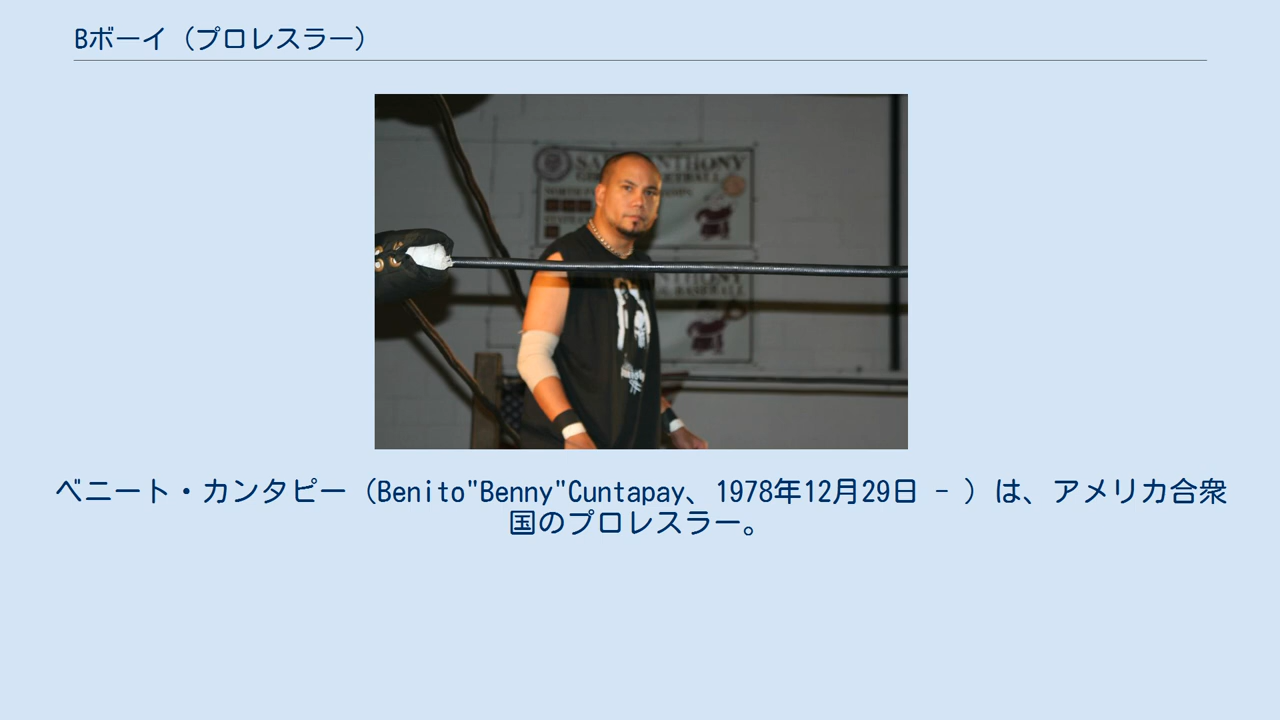 Bボーイ（プロレスラー）
ベニート・カンタピー（Benito"Benny"Cuntapay、1978年12月29日 - ）は、アメリカ合衆
国のプロレスラー。